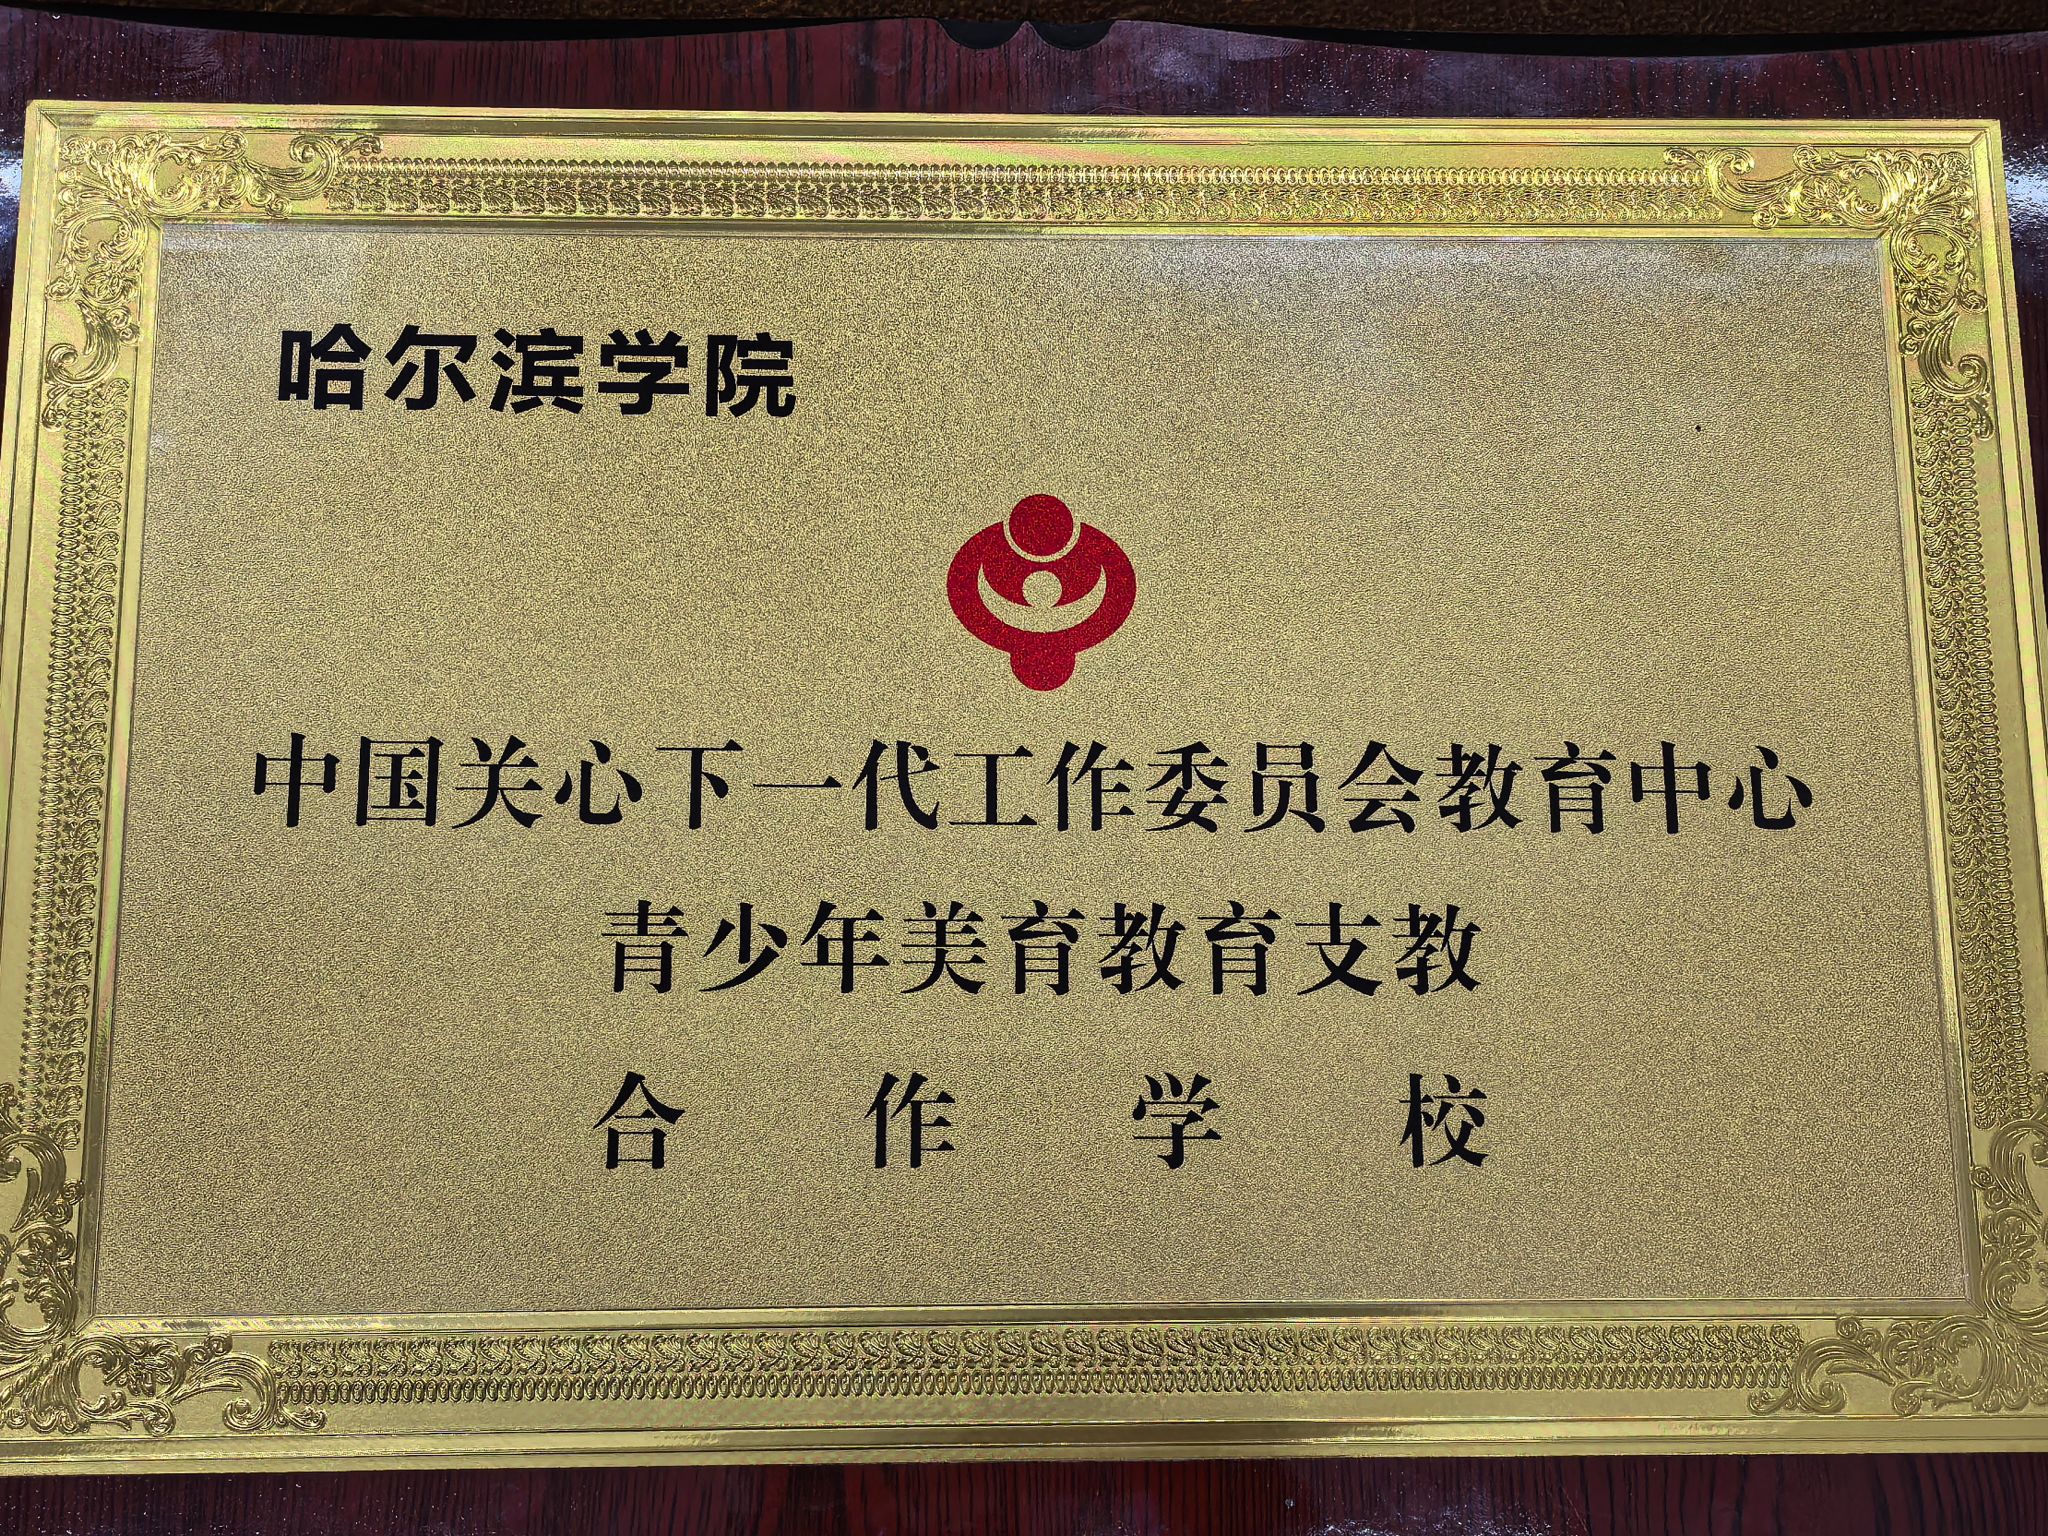 哈尔滨学院
中国关心下一代工作委员会教育中心
青少年美育教育支教
合作学校